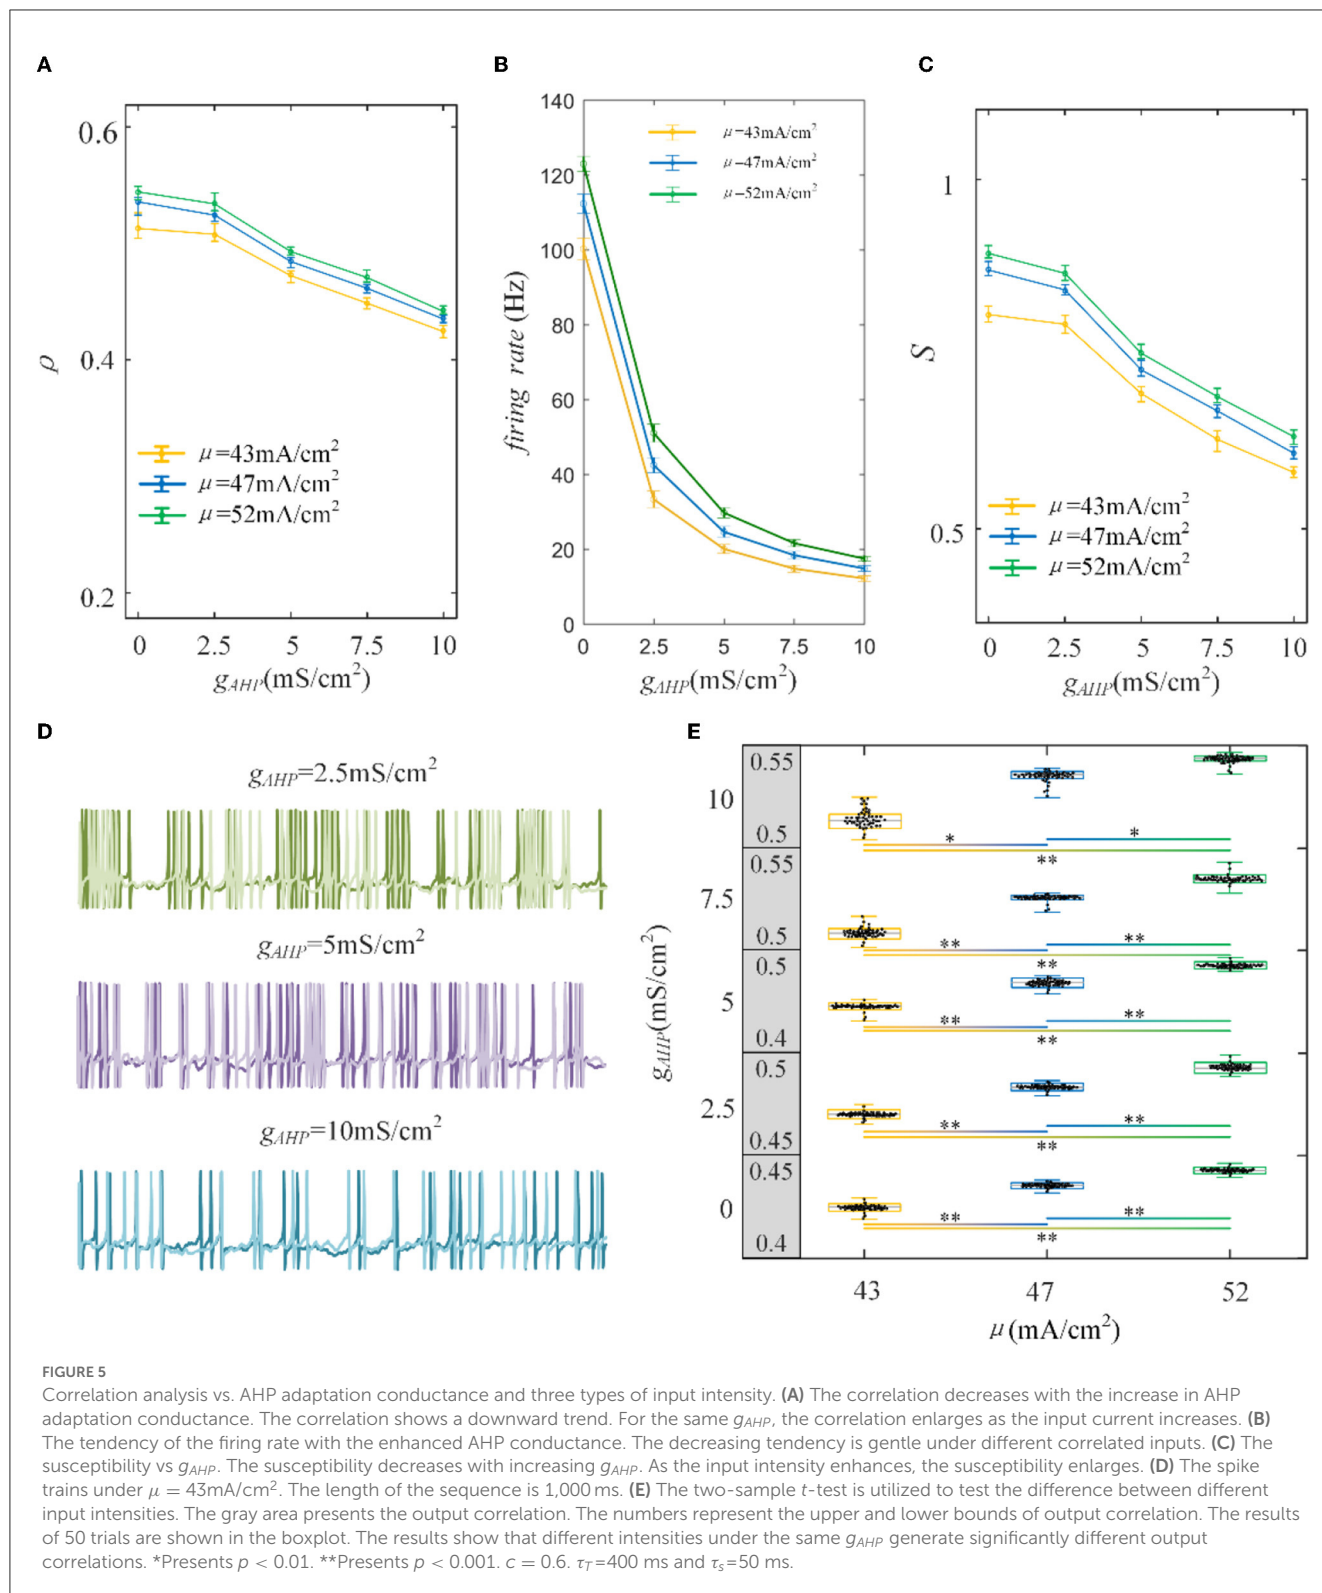 A
0.6
0.4
0.2
ρ
μ=43mA/cm²
μ=47mA/cm²
μ=52mA/cm²
0 2.5 5 7.5 10
g_AHP(mS/cm²)
B
140
120
100
80
60
40
20
0
firing rate (Hz)
μ=43mA/cm²
μ−47mA/cm²
μ−52mA/cm²
0 2.5 5 7.5 10
g_AHP(mS/cm²)
C
1
0.5
S
μ=43mA/cm²
μ=47mA/cm²
μ=52mA/cm²
0 2.5 5 7.5 10
g_AHP(mS/cm²)
D
g_AHP=2.5mS/cm²
g_AHP=5mS/cm²
g_AHP=10mS/cm²
E
g_AHP(mS/cm²)
10 0.55 0.5
* *
**
7.5 0.55 0.5
** **
**
5 0.5 0.4
** **
**
2.5 0.5 0.45
** **
**
0 0.45 0.4
** **
**
43 47 52
μ(mA/cm²)
FIGURE 5
Correlation analysis vs. AHP adaptation conductance and three types of input intensity. (A) The correlation decreases with the increase in AHP
adaptation conductance. The correlation shows a downward trend. For the same g_AHP, the correlation enlarges as the input current increases. (B)
The tendency of the firing rate with the enhanced AHP conductance. The decreasing tendency is gentle under different correlated inputs. (C) The
susceptibility vs g_AHP. The susceptibility decreases with increasing g_AHP. As the input intensity enhances, the susceptibility enlarges. (D) The spike
trains under μ = 43mA/cm². The length of the sequence is 1,000 ms. (E) The two-sample t-test is utilized to test the difference between different
input intensities. The gray area presents the output correlation. The numbers represent the upper and lower bounds of output correlation. The results
of 50 trials are shown in the boxplot. The results show that different intensities under the same g_AHP generate significantly different output
correlations. *Presents p < 0.01. **Presents p < 0.001. c = 0.6. τ_T=400 ms and τ_s=50 ms.